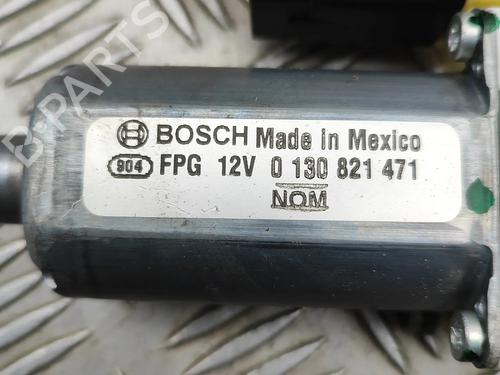 B-PARTS
BOSCH Made in Mexico
904 FPG 12V 0 130 821 471
NOM